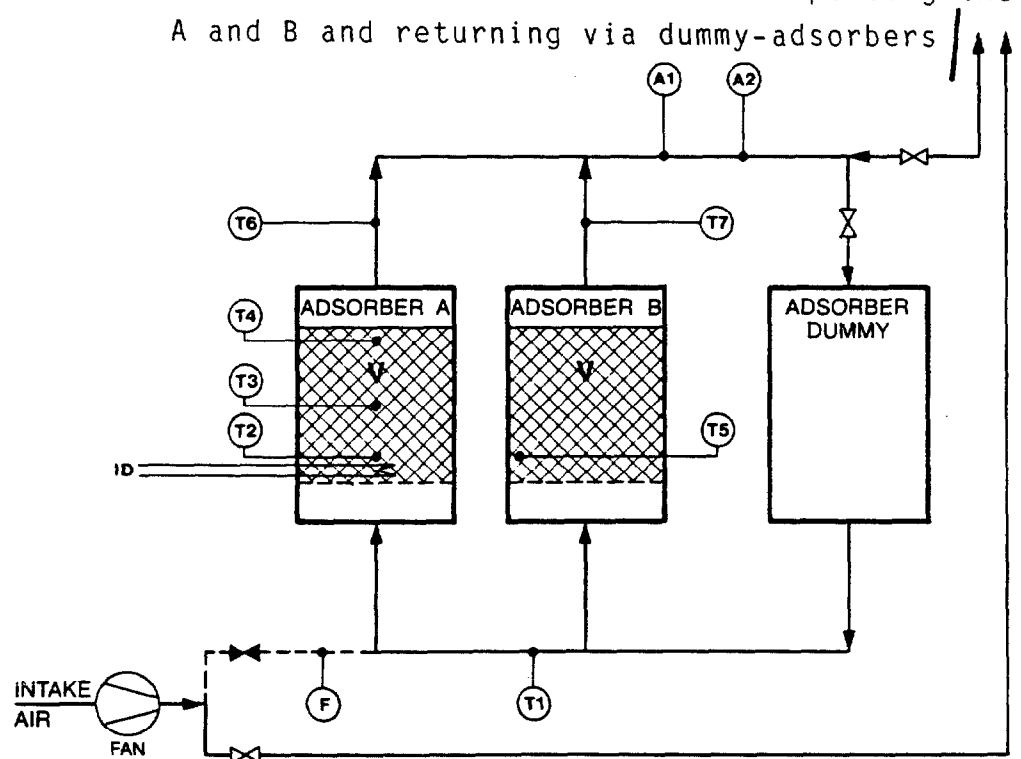 A and B and returning via dummy-adsorbers
A1
A2
T6
T7
ADSORBER A
ADSORBER B
ADSORBER
DUMMY
T4
T3
T2
T5
ID
INTAKE
AIR
FAN
F
T1